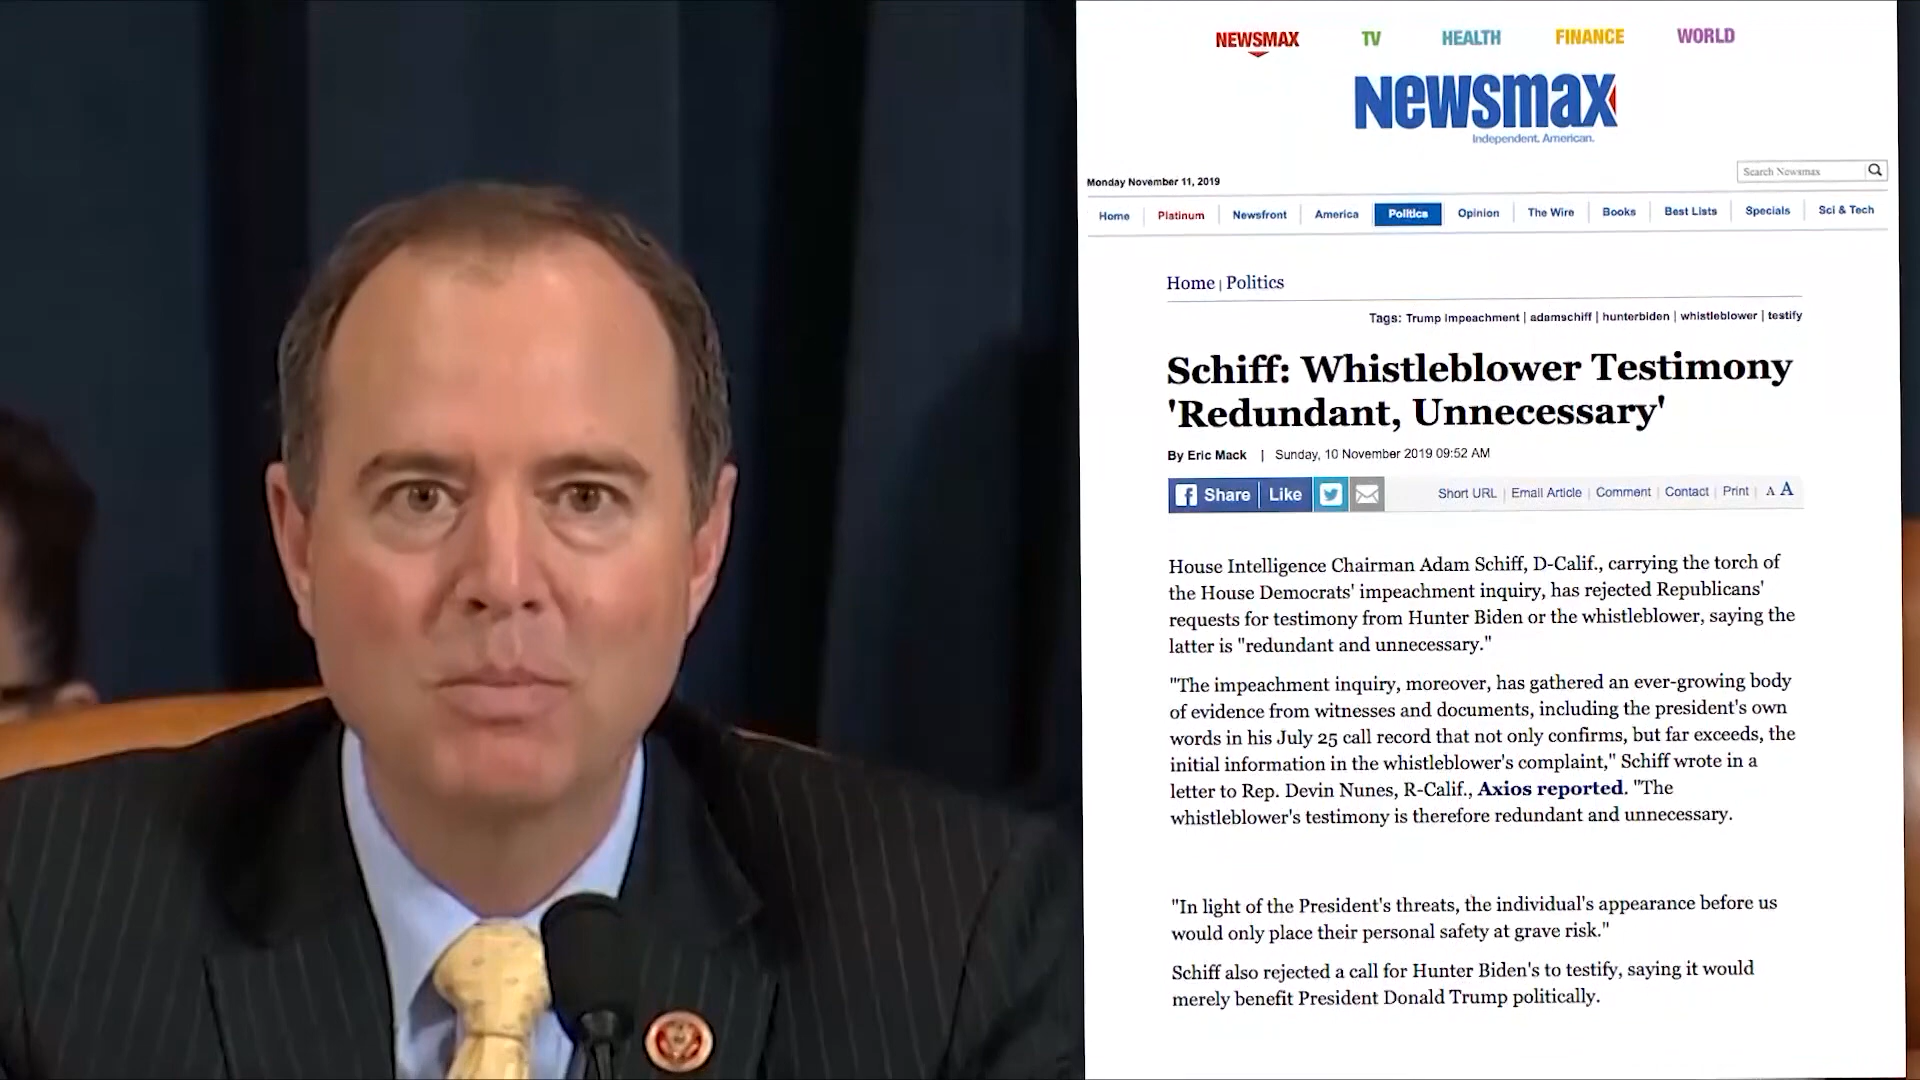 NEWSMAX TV HEALTH FINANCE WORLD
Newsmax
Independent. American.
Search Newsmax
Monday November 11, 2019
Home Platinum Newsfront America Politics Opinion The Wire Books Best Lists Specials Sci & Tech
Home | Politics
Tags: Trump Impeachment | adamschiff | hunterbiden | whistleblower | testify
Schiff: Whistleblower Testimony
'Redundant, Unnecessary'
By Eric Mack | Sunday, 10 November 2019 09:52 AM
f Share Like Short URL | Email Article | Comment | Contact | Print | A A
House Intelligence Chairman Adam Schiff, D-Calif., carrying the torch of
the House Democrats' impeachment inquiry, has rejected Republicans'
requests for testimony from Hunter Biden or the whistleblower, saying the
latter is "redundant and unnecessary."
"The impeachment inquiry, moreover, has gathered an ever-growing body
of evidence from witnesses and documents, including the president's own
words in his July 25 call record that not only confirms, but far exceeds, the
initial information in the whistleblower's complaint," Schiff wrote in a
letter to Rep. Devin Nunes, R-Calif., Axios reported. "The
whistleblower's testimony is therefore redundant and unnecessary.
"In light of the President's threats, the individual's appearance before us
would only place their personal safety at grave risk."
Schiff also rejected a call for Hunter Biden's to testify, saying it would
merely benefit President Donald Trump politically.